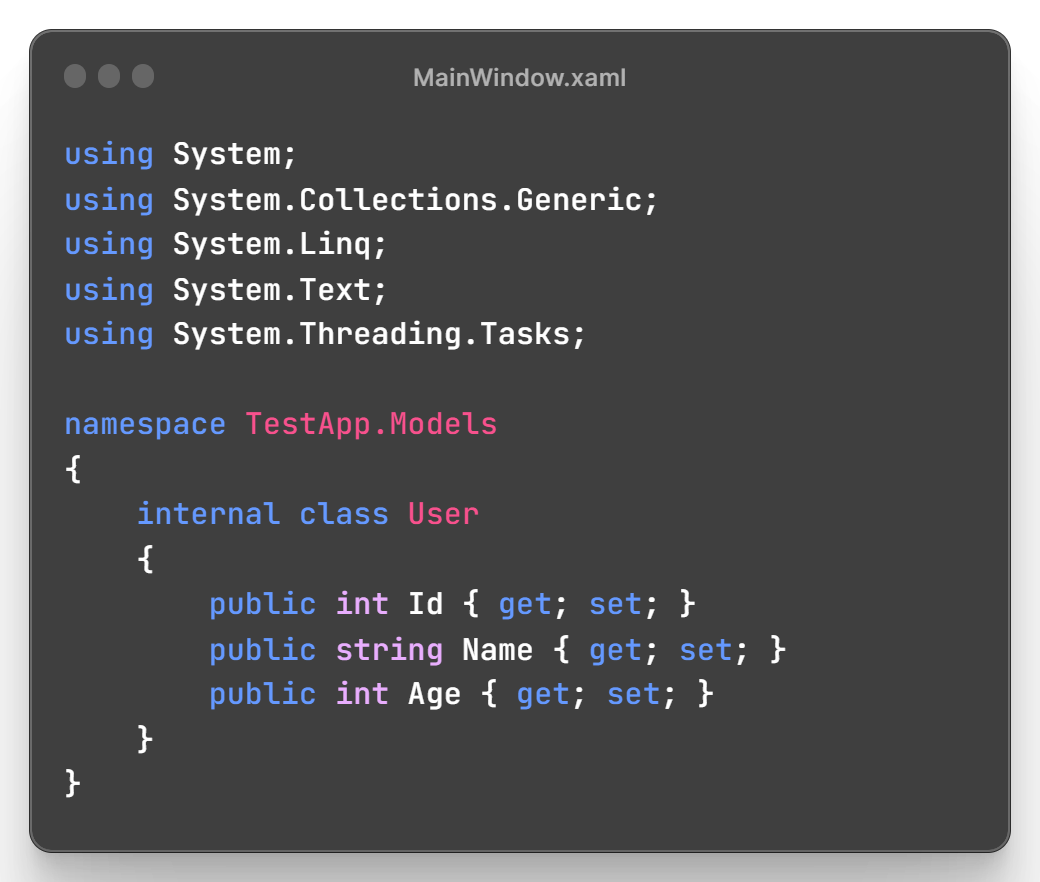 MainWindow.xaml
using System;
using System.Collections.Generic;
using System.Linq;
using System.Text;
using System.Threading.Tasks;

namespace TestApp.Models
{
    internal class User
    {
        public int Id { get; set; }
        public string Name { get; set; }
        public int Age { get; set; }
    }
}